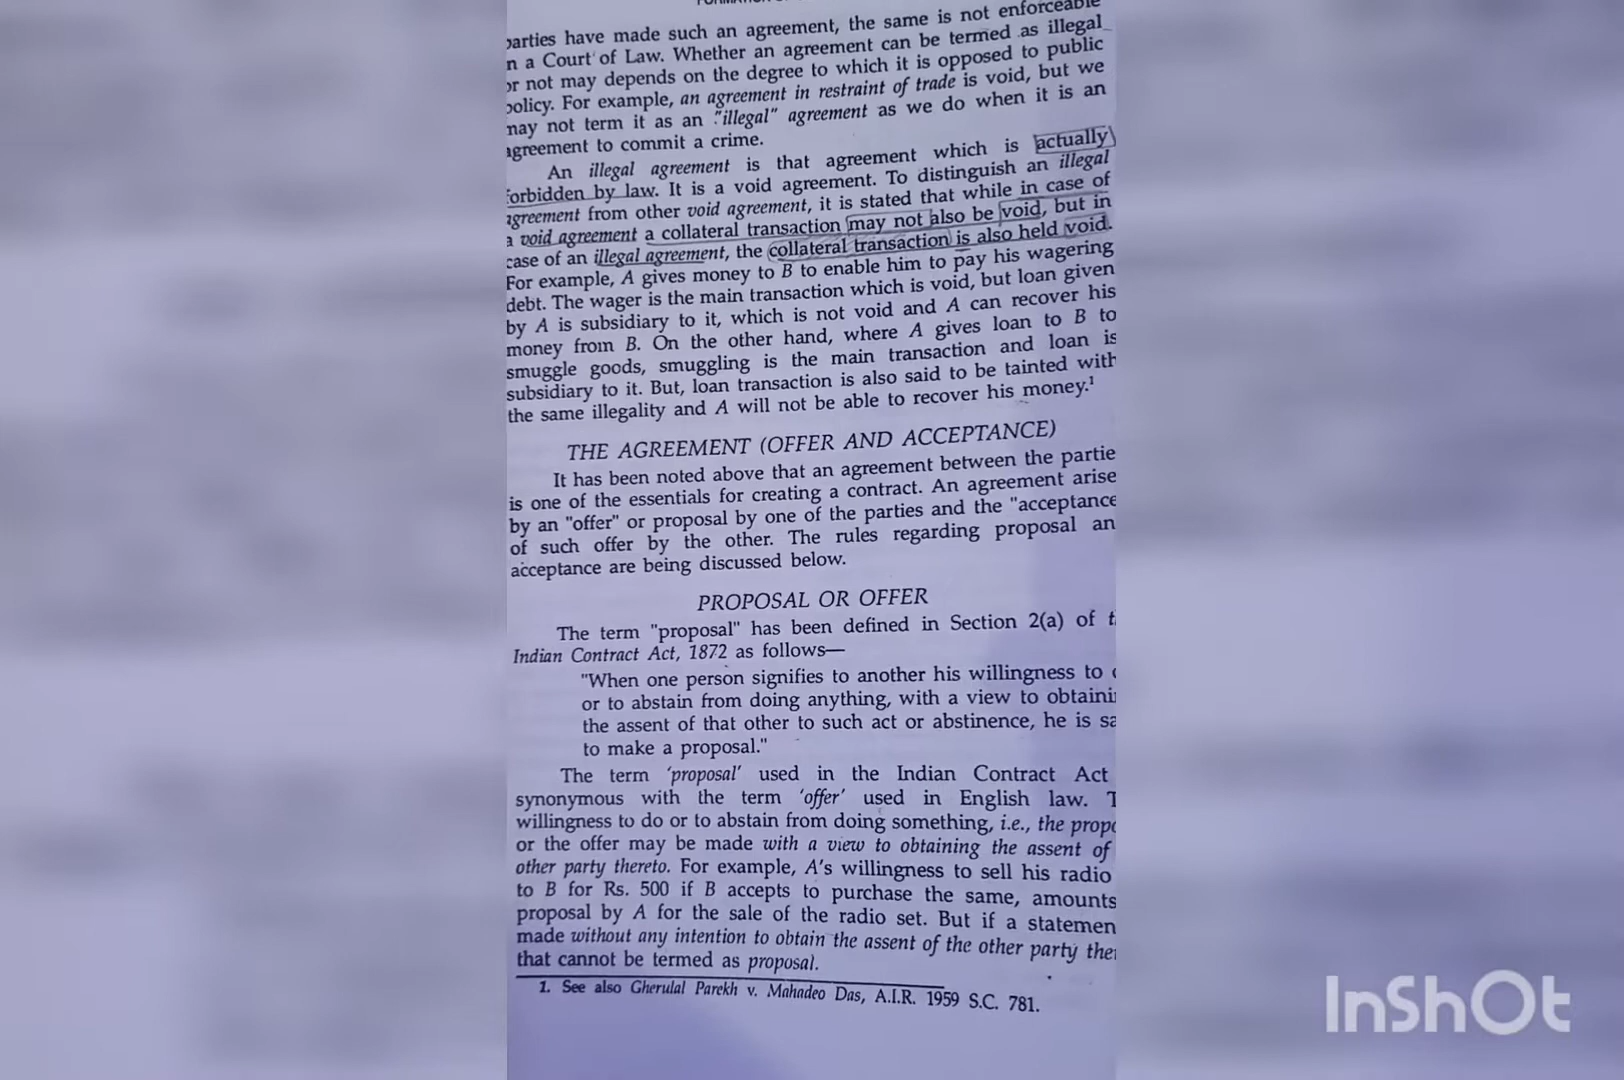 parties have made such an agreement, the same is not enforceable
n a Court of Law. Whether an agreement can be termed as illegal
or not may depends on the degree to which it is opposed to public
policy. For example, an agreement in restraint of trade is void, but we
may not term it as an "illegal" agreement as we do when it is an
agreement to commit a crime.
An illegal agreement is that agreement which is actually
forbidden by law. It is a void agreement. To distinguish an illegal
agreement from other void agreement, it is stated that while in case of
a void agreement a collateral transaction may not also be void, but in
case of an illegal agreement, the collateral transaction is also held void.
For example, A gives money to B to enable him to pay his wagering
debt. The wager is the main transaction which is void, but loan given
by A is subsidiary to it, which is not void and A can recover his
money from B. On the other hand, where A gives loan to B to
smuggle goods, smuggling is the main transaction and loan is
subsidiary to it. But, loan transaction is also said to be tainted with
the same illegality and A will not be able to recover his money.1
THE AGREEMENT (OFFER AND ACCEPTANCE)
It has been noted above that an agreement between the partie
is one of the essentials for creating a contract. An agreement arise
by an "offer" or proposal by one of the parties and the "acceptance
of such offer by the other. The rules regarding proposal an
acceptance are being discussed below.
PROPOSAL OR OFFER
The term "proposal" has been defined in Section 2(a) of t
Indian Contract Act, 1872 as follows—
"When one person signifies to another his willingness to
or to abstain from doing anything, with a view to obtaini
the assent of that other to such act or abstinence, he is sa
to make a proposal."
The term 'proposal' used in the Indian Contract Act
synonymous with the term 'offer' used in English law. T
willingness to do or to abstain from doing something, i.e., the propo
or the offer may be made with a view to obtaining the assent of
other party thereto. For example, A's willingness to sell his radio
to B for Rs. 500 if B accepts to purchase the same, amounts
proposal by A for the sale of the radio set. But if a statemen
made without any intention to obtain the assent of the other party ther
that cannot be termed as proposal.
1. See also Gherulal Parekh v. Mahadeo Das, A.I.R. 1959 S.C. 781.
InShOt